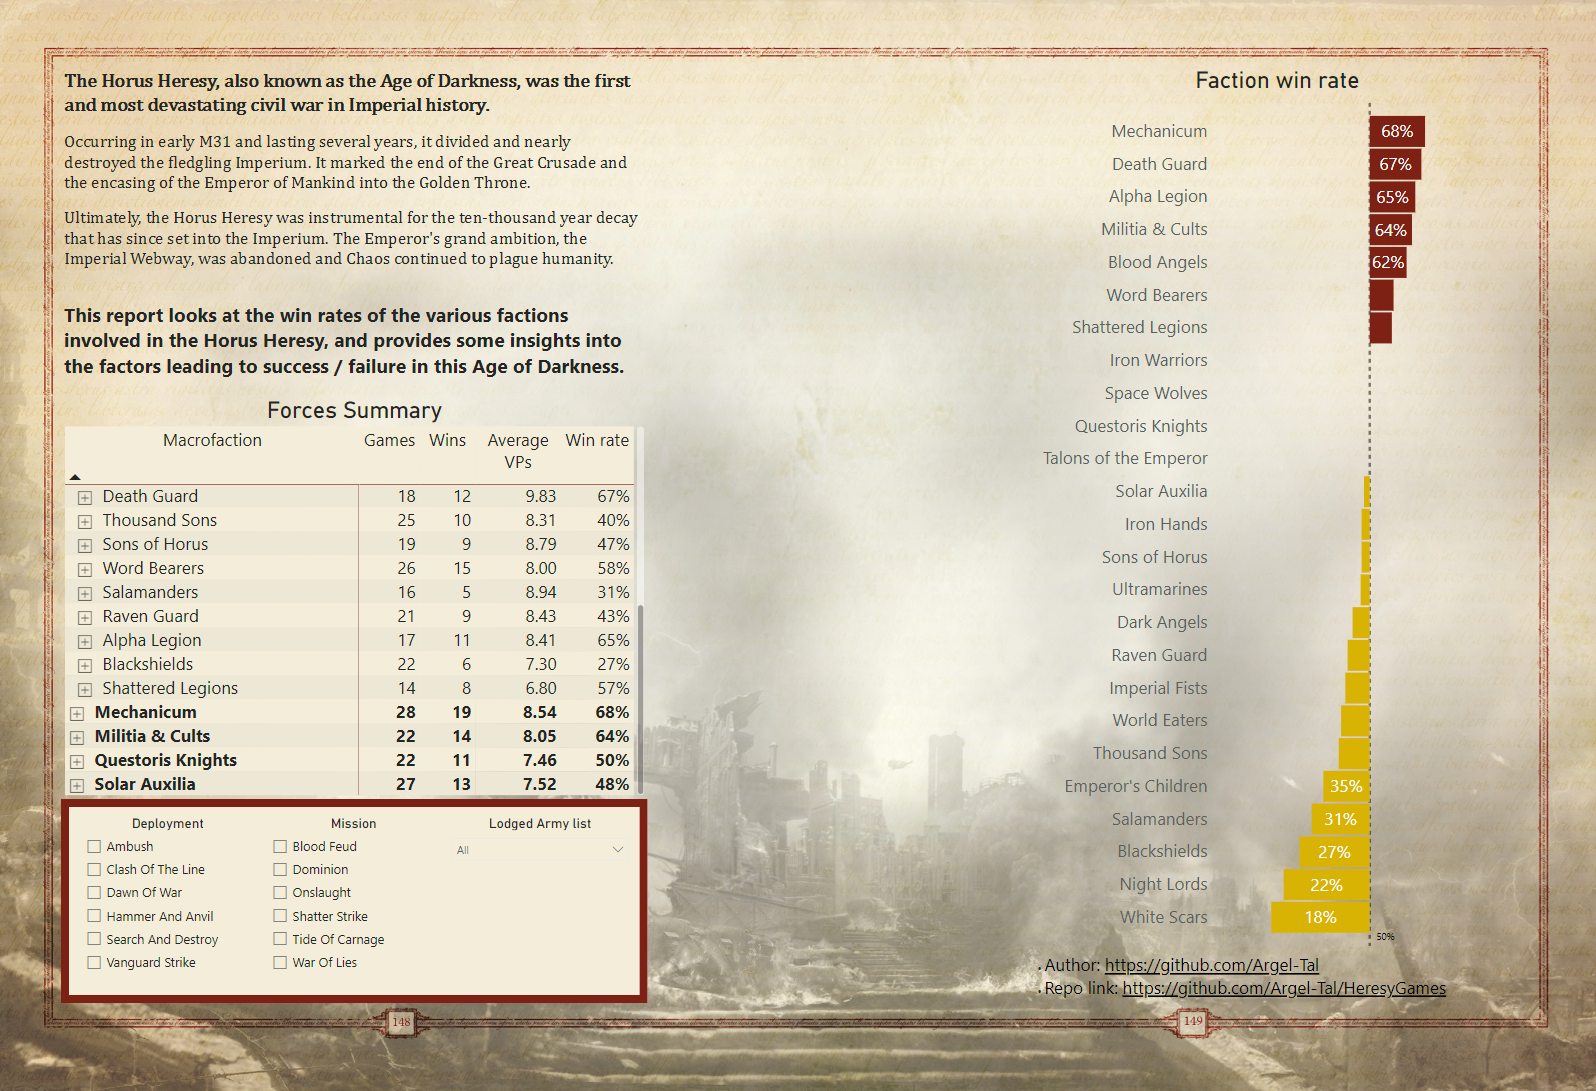 The Horus Heresy, also known as the Age of Darkness, was the first
and most devastating civil war in Imperial history.
Occurring in early M31 and lasting several years, it divided and nearly
destroyed the fledgling Imperium. It marked the end of the Great Crusade and
the encasing of the Emperor of Mankind into the Golden Throne.
Ultimately, the Horus Heresy was instrumental for the ten-thousand year decay
that has since set into the Imperium. The Emperor's grand ambition, the
Imperial Webway, was abandoned and Chaos continued to plague humanity.
This report looks at the win rates of the various factions
involved in the Horus Heresy, and provides some insights into
the factors leading to success / failure in this Age of Darkness.
Forces Summary
Macrofaction Games Wins Average VPs Win rate
Death Guard 18 12 9.83 67%
Thousand Sons 25 10 8.31 40%
Sons of Horus 19 9 8.79 47%
Word Bearers 26 15 8.00 58%
Salamanders 16 5 8.94 31%
Raven Guard 21 9 8.43 43%
Alpha Legion 17 11 8.41 65%
Blackshields 22 6 7.30 27%
Shattered Legions 14 8 6.80 57%
Mechanicum 28 19 8.54 68%
Militia & Cults 22 14 8.05 64%
Questoris Knights 22 11 7.46 50%
Solar Auxilia 27 13 7.52 48%
Deployment Mission Lodged Army list
Ambush Blood Feud All
Clash Of The Line Dominion
Dawn Of War Onslaught
Hammer And Anvil Shatter Strike
Search And Destroy Tide Of Carnage
Vanguard Strike War Of Lies
148
Faction win rate
Mechanicum 68%
Death Guard 67%
Alpha Legion 65%
Militia & Cults 64%
Blood Angels 62%
Word Bearers
Shattered Legions
Iron Warriors
Space Wolves
Questoris Knights
Talons of the Emperor
Solar Auxilia
Iron Hands
Sons of Horus
Ultramarines
Dark Angels
Raven Guard
Imperial Fists
World Eaters
Thousand Sons
Emperor's Children 35%
Salamanders 31%
Blackshields 27%
Night Lords 22%
White Scars 18%
50%
. Author: https://github.com/Argel-Tal
. Repo link: https://github.com/Argel-Tal/HeresyGames
149